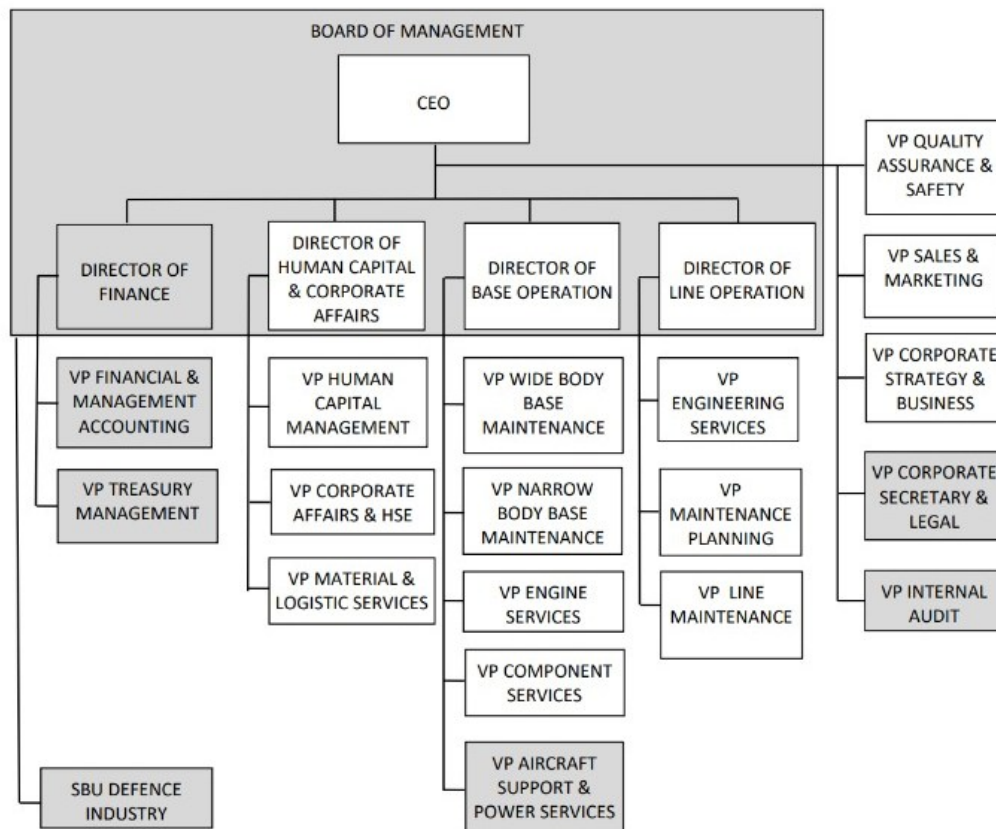 BOARD OF MANAGEMENT
CEO
VP QUALITY
ASSURANCE &
SAFETY
DIRECTOR OF
FINANCE
DIRECTOR OF
HUMAN CAPITAL
& CORPORATE
AFFAIRS
DIRECTOR OF
BASE OPERATION
DIRECTOR OF
LINE OPERATION
VP SALES &
MARKETING
VP FINANCIAL &
MANAGEMENT
ACCOUNTING
VP HUMAN
CAPITAL
MANAGEMENT
VP WIDE BODY
BASE
MAINTENANCE
VP
ENGINEERING
SERVICES
VP CORPORATE
STRATEGY &
BUSINESS
VP TREASURY
MANAGEMENT
VP CORPORATE
AFFAIRS & HSE
VP NARROW
BODY BASE
MAINTENANCE
VP
MAINTENANCE
PLANNING
VP CORPORATE
SECRETARY &
LEGAL
VP MATERIAL &
LOGISTIC SERVICES
VP ENGINE
SERVICES
VP LINE
MAINTENANCE
VP INTERNAL
AUDIT
VP COMPONENT
SERVICES
SBU DEFENCE
INDUSTRY
VP AIRCRAFT
SUPPORT &
POWER SERVICES